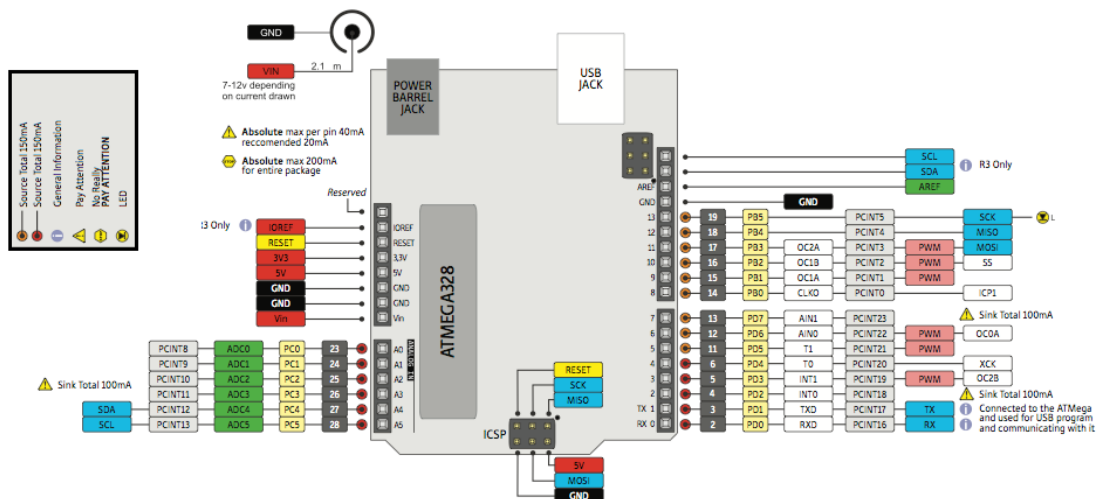 GND
VIN
2.1 m
7-12v depending
on current drawn
POWER
BARREL
JACK
USB
JACK
Source Total 150mA
Source Total 150mA
General Information
Pay Attention
No Really
PAY ATTENTION
LED
Absolute max per pin 40mA
reccomended 20mA
STOP
Absolute max 200mA
for entire package
Reserved
:3 Only
IOREF IOREF
RESET RESET
3V3 3,3V
5V 5V
GND GND
GND GND
Vin Vin
ATMEGA328
ANALOG IN
PCINT8 ADC0 PC0 23 A0
PCINT9 ADC1 PC1 24 A1
PCINT10 ADC2 PC2 25 A2
PCINT11 ADC3 PC3 26 A3
SDA PCINT12 ADC4 PC4 27 A4
SCL PCINT13 ADC5 PC5 28 A5
Sink Total 100mA
SCL
SDA
R3 Only
AREF AREF
GND GND
13 19 PB5 PCINT5 SCK L
12 18 PB4 PCINT4 MISO
11 17 PB3 OC2A PCINT3 PWM MOSI
10 16 PB2 OC1B PCINT2 PWM SS
9 15 PB1 OC1A PCINT1 PWM
8 14 PB0 CLKO PCINT0 ICP1
Sink Total 100mA
7 13 PD7 AIN1 PCINT23
6 12 PD6 AIN0 PCINT22 PWM OC0A
5 11 PD5 T1 PCINT21 PWM
4 6 PD4 T0 PCINT20 XCK
3 5 PD3 INT1 PCINT19 PWM OC2B
2 4 PD2 INT0 PCINT18
Sink Total 100mA
TX 1 3 PD1 TXD PCINT17 TX
RX 0 2 PD0 RXD PCINT16 RX
Connected to the ATMega
and used for USB program
and communicating with it
RESET
SCK
MISO
ICSP
5V
MOSI
GND